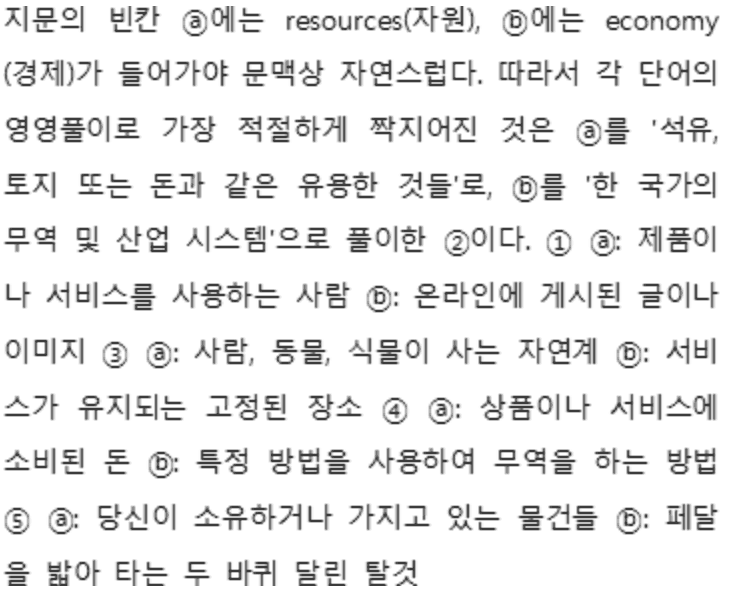 지문의 빈칸 ⓐ에는 resources(자원), ⓑ에는 economy
(경제)가 들어가야 문맥상 자연스럽다. 따라서 각 단어의
영영풀이로 가장 적절하게 짝지어진 것은 ⓐ를 '석유,
토지 또는 돈과 같은 유용한 것들'로, ⓑ를 '한 국가의
무역 및 산업 시스템'으로 풀이한 ②이다. ① ⓐ: 제품이
나 서비스를 사용하는 사람 ⓑ: 온라인에 게시된 글이나
이미지 ③ ⓐ: 사람, 동물, 식물이 사는 자연계 ⓑ: 서비
스가 유지되는 고정된 장소 ④ ⓐ: 상품이나 서비스에
소비된 돈 ⓑ: 특정 방법을 사용하여 무역을 하는 방법
⑤ ⓐ: 당신이 소유하거나 가지고 있는 물건들 ⓑ: 페달
을 밟아 타는 두 바퀴 달린 탈것